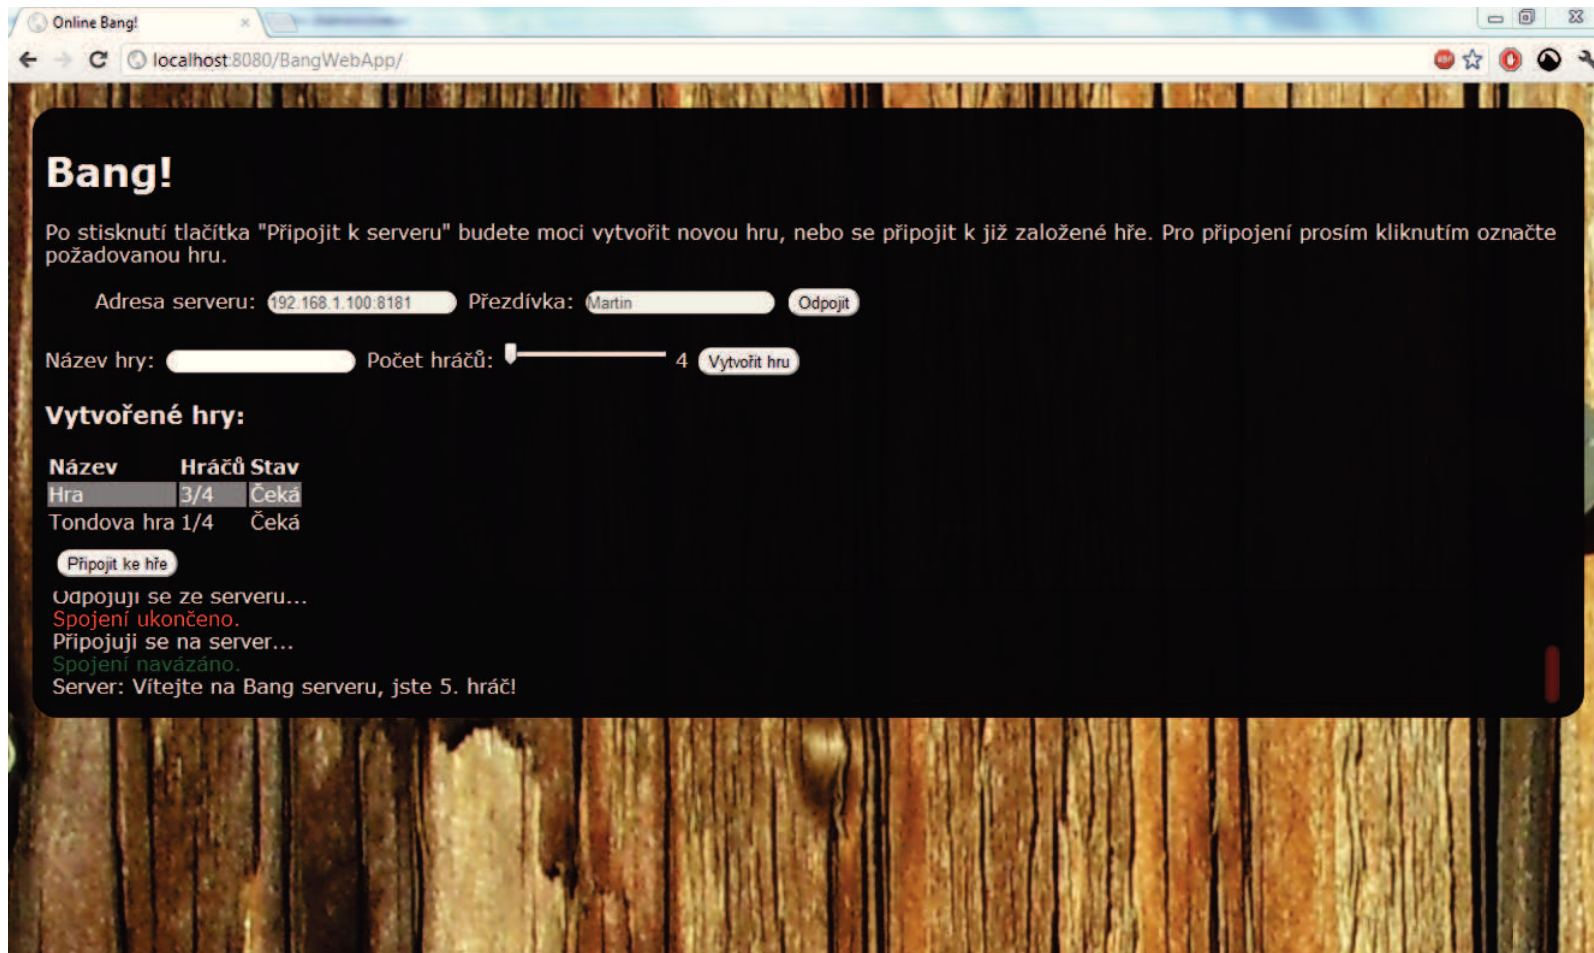 Online Bang!
localhost:8080/BangWebApp/
Bang!
Po stisknutí tlačítka "Připojit k serveru" budete moci vytvořit novou hru, nebo se připojit k již založené hře. Pro připojení prosím kliknutím označte
požadovanou hru.
Adresa serveru: 192.168.1.100:8181 Přezdívka: Martin Odpojit
Název hry: Počet hráčů: 4 Vytvořit hru
Vytvořené hry:
Název Hráčů Stav
Hra 3/4 Čeká
Tondova hra 1/4 Čeká
Připojit ke hře
Odpojuji se ze serveru...
Spojení ukončeno.
Připojuji se na server...
Spojení navázáno.
Server: Vítejte na Bang serveru, jste 5. hráč!